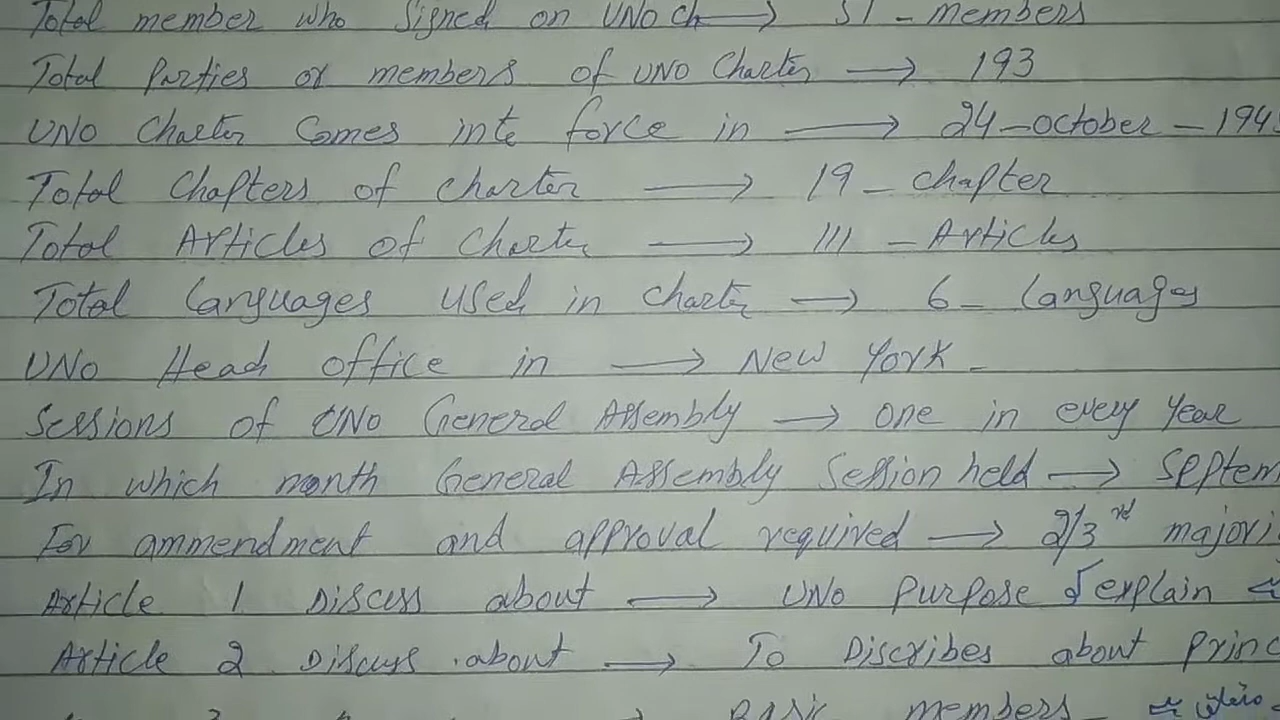 Total member who Signed on UNO Ch → 51 - members
Total Parties or members of UNO Charter → 193
UNO Charter Comes into force in → 24-October-194
Total Chapters of charter → 19 - chapter
Total Articles of Charter → 111 - Articles
Total Languages used in charter → 6 - Languages
UNO Head office in → New York -
Sessions of UNO General Assembly → one in every year
In which month General Assembly Session held → Septem
For ammendment and approval required → 2/3rd majori
Article 1 Discuss about → UNO Purpose explain
Article 2 Discuss about → To Discribes about Princ
Basic members